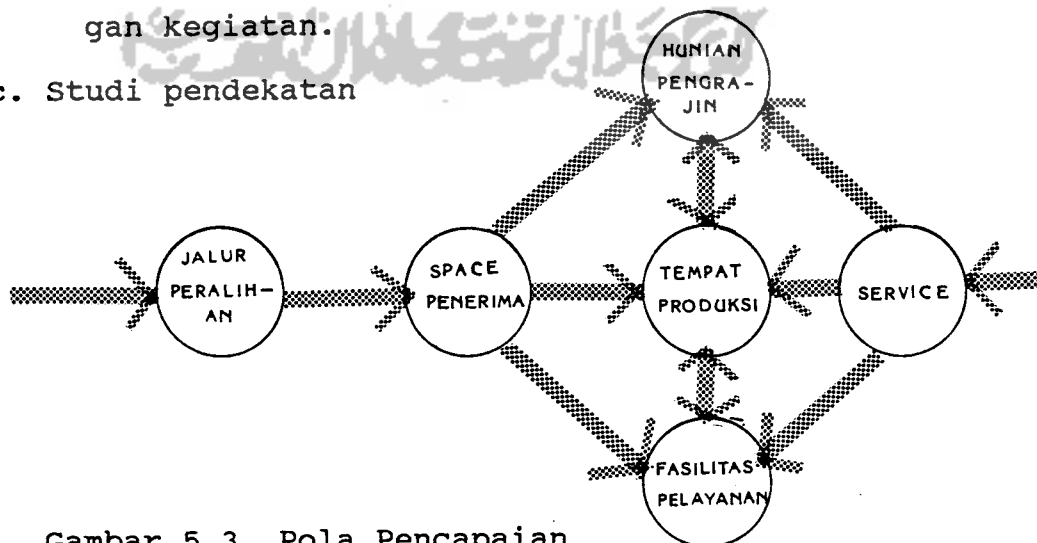 gan kegiatan.
c. Studi pendekatan
HUNIAN
PENGRA-
JIN
JALUR
PERALIH-
AN
SPACE
PENERIMA
TEMPAT
PRODUKSI
SERVICE
FASILITAS
PELAYANAN
Gambar 5.3. Pola Pencapaian